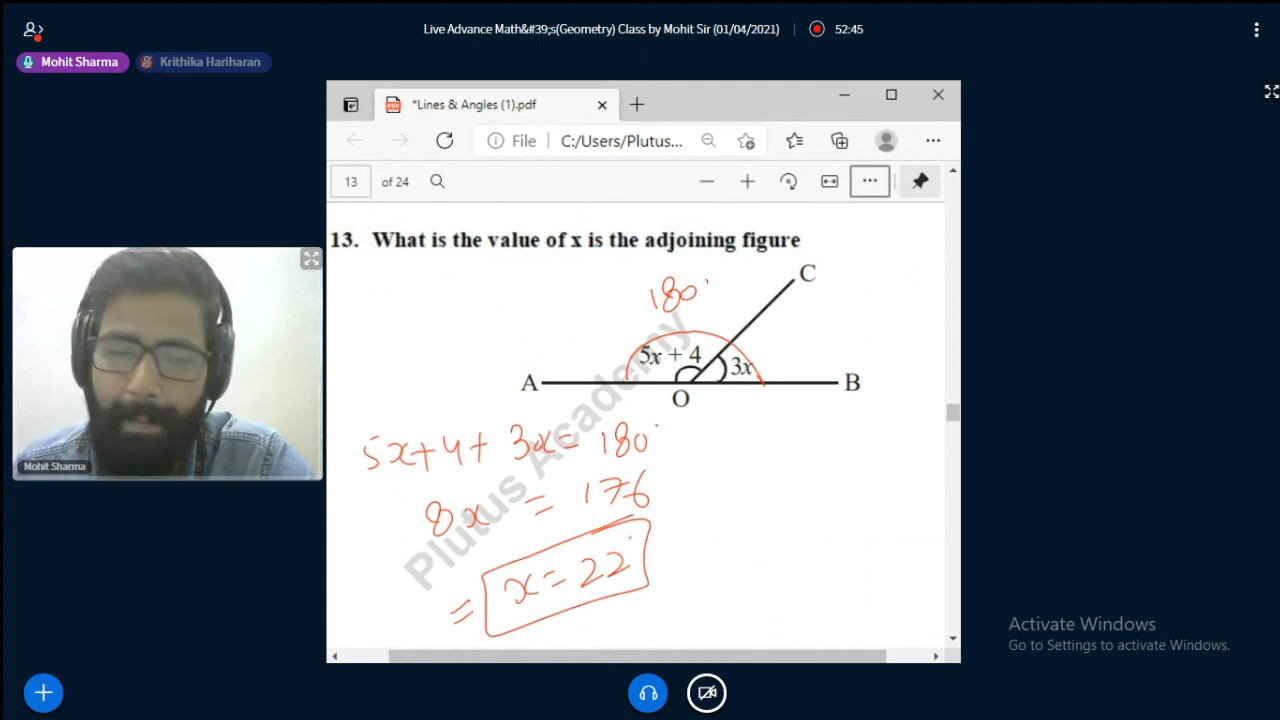 Live Advance Math&#39;s(Geometry) Class by Mohit Sir (01/04/2021) | 52:45
Mohit Sharma Krithika Hariharan
*Lines & Angles (1).pdf
File C:/Users/Plutus...
13 of 24
13. What is the value of x is the adjoining figure
C
180°
5x + 4 3x
A B
O
5x+4+3x=180°
8x = 176
= x=22°
Plutus Academy
Mohit Sharma
Activate Windows
Go to Settings to activate Windows.